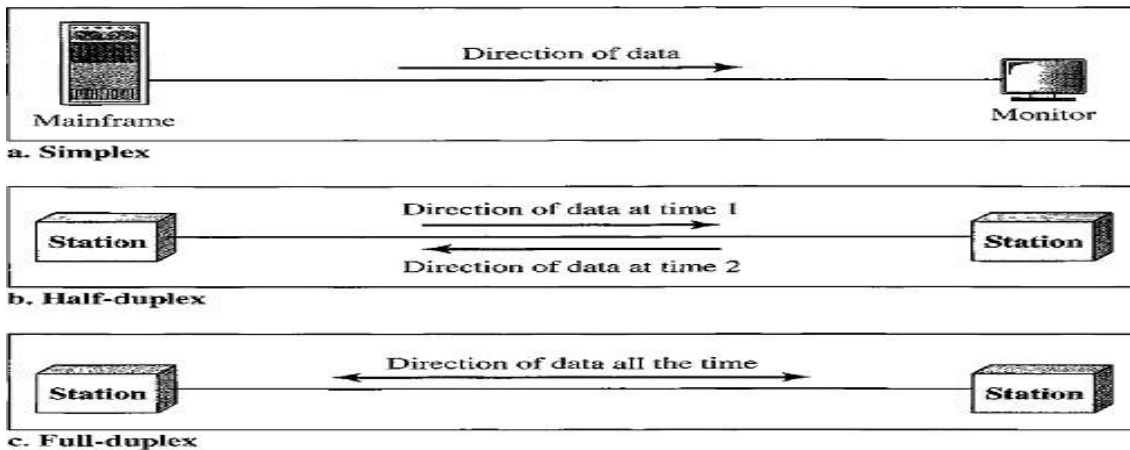 Direction of data
Mainframe
Monitor
a. Simplex
Direction of data at time 1
Station
Station
Direction of data at time 2
b. Half-duplex
Direction of data all the time
Station
Station
c. Full-duplex